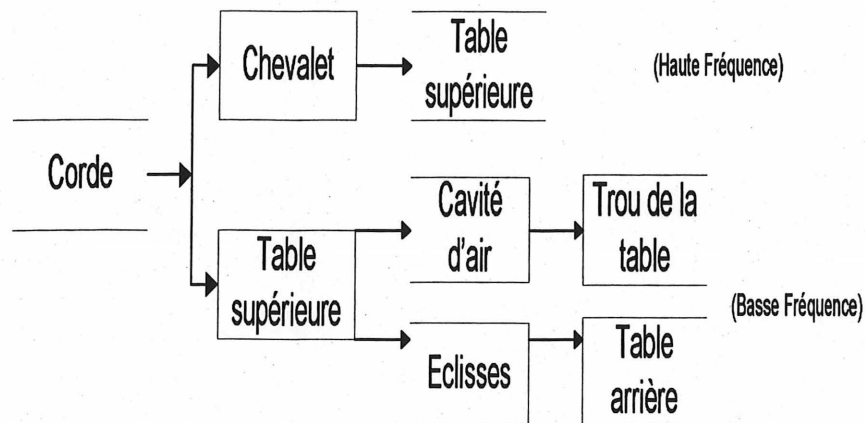 Chevalet
Table
supérieure
(Haute Fréquence)
Corde
Table
supérieure
Cavité
d'air
Trou de la
table
(Basse Fréquence)
Eclisses
Table
arrière